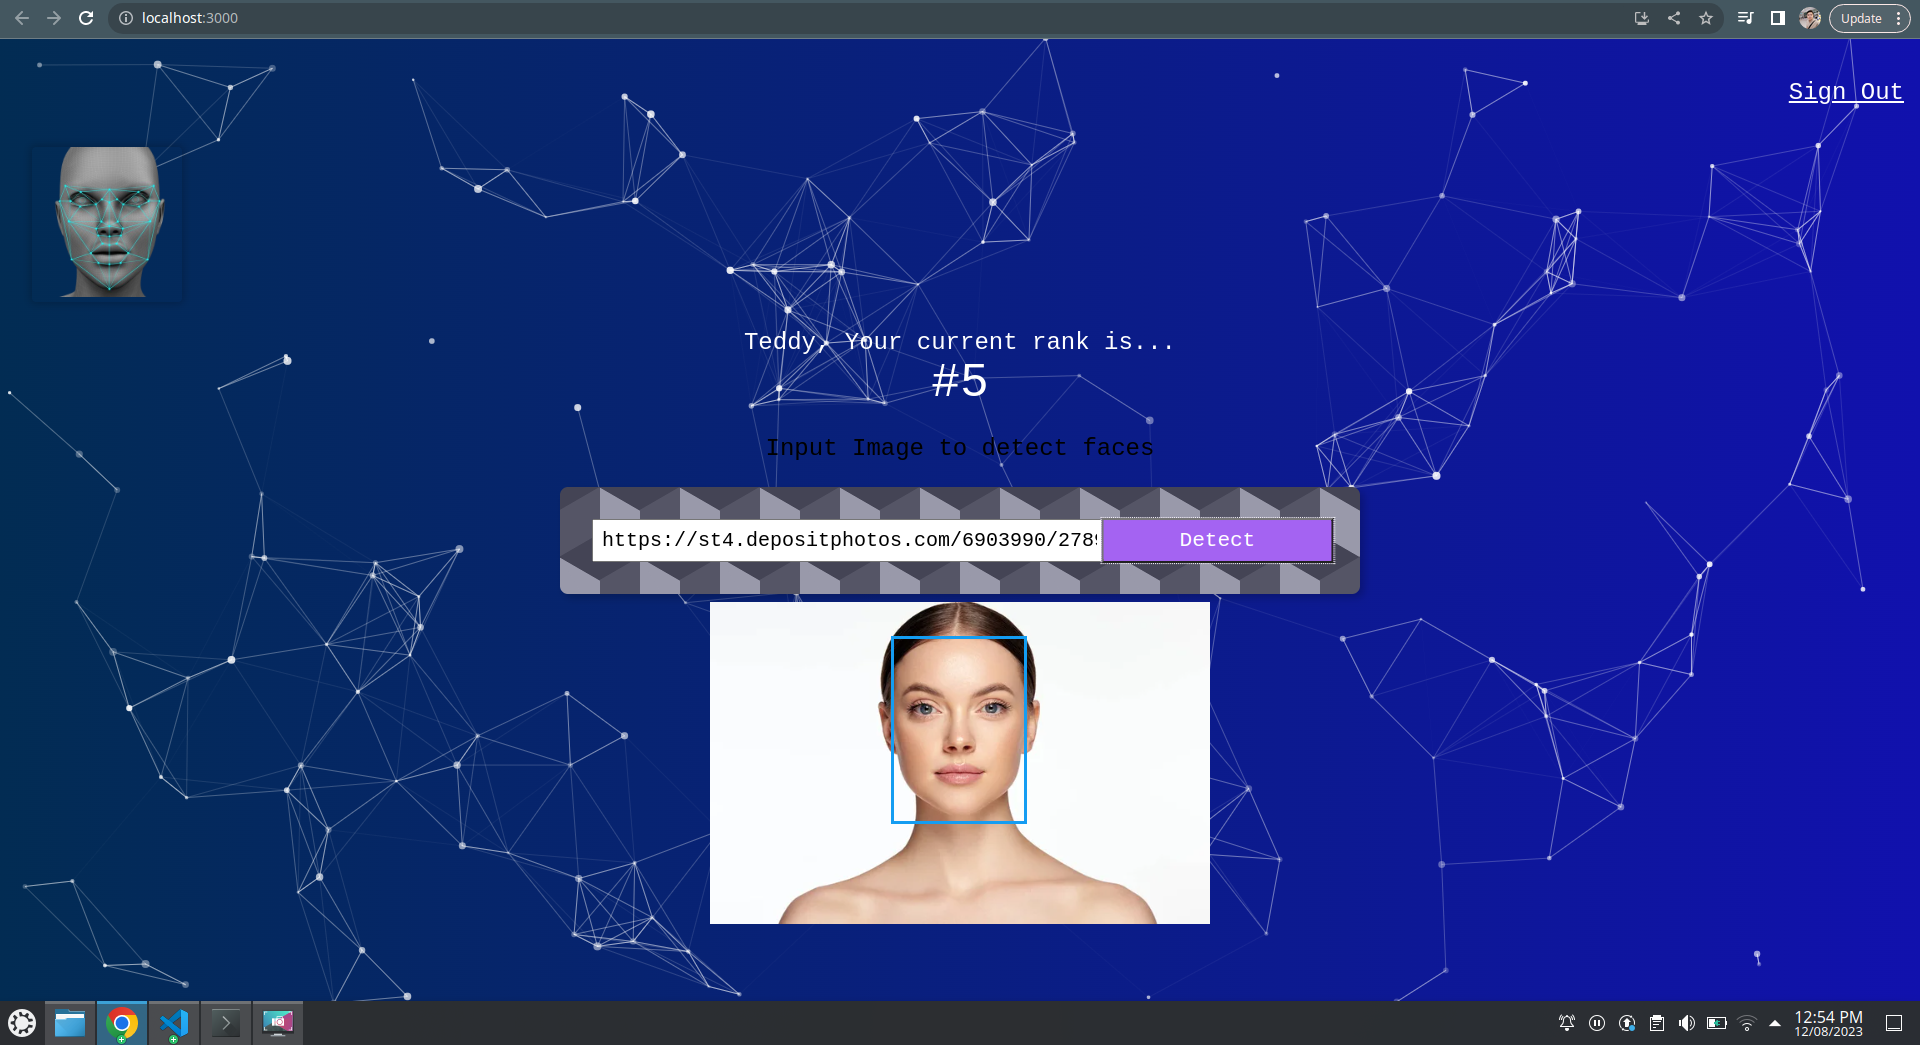 localhost:3000
Update
Sign Out
Teddy, Your current rank is...
#5
Input Image to detect faces
https://st4.depositphotos.com/6903990/2789
Detect
12:54 PM
12/08/2023